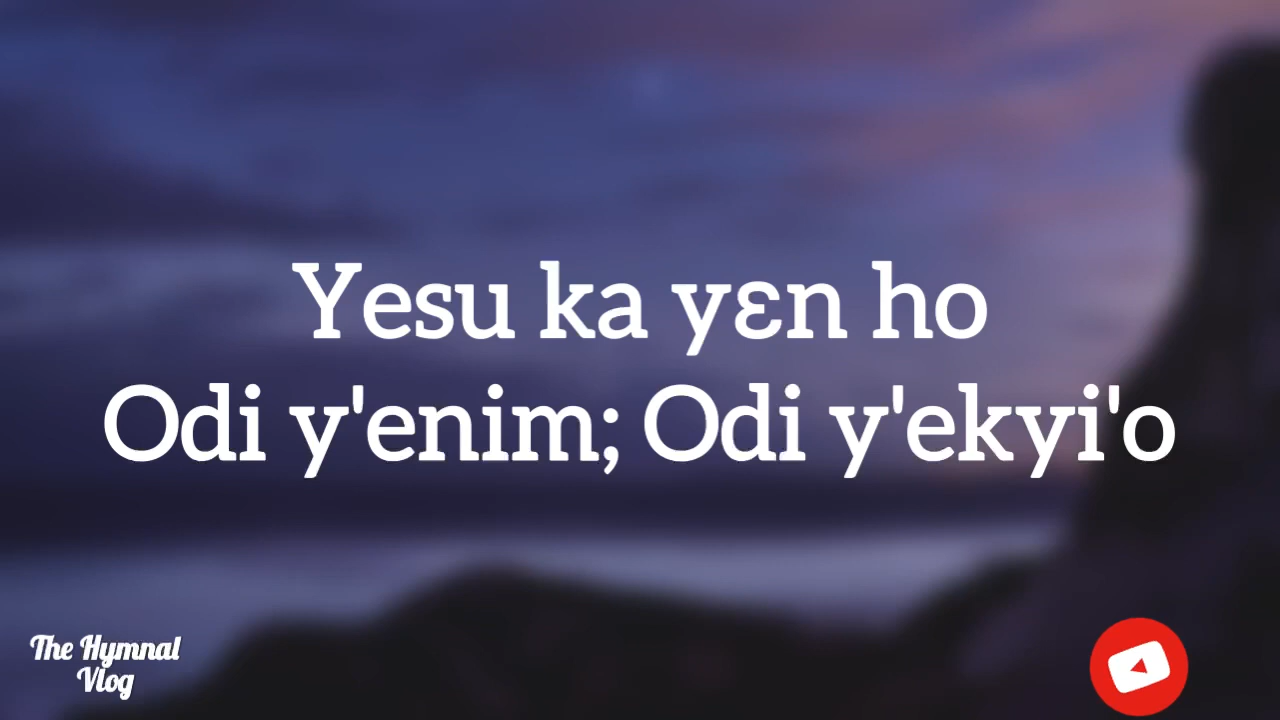 Yesu ka yɛn ho
Odi y'enim; Odi y'ekyi'o
The Hymnal
Vlog